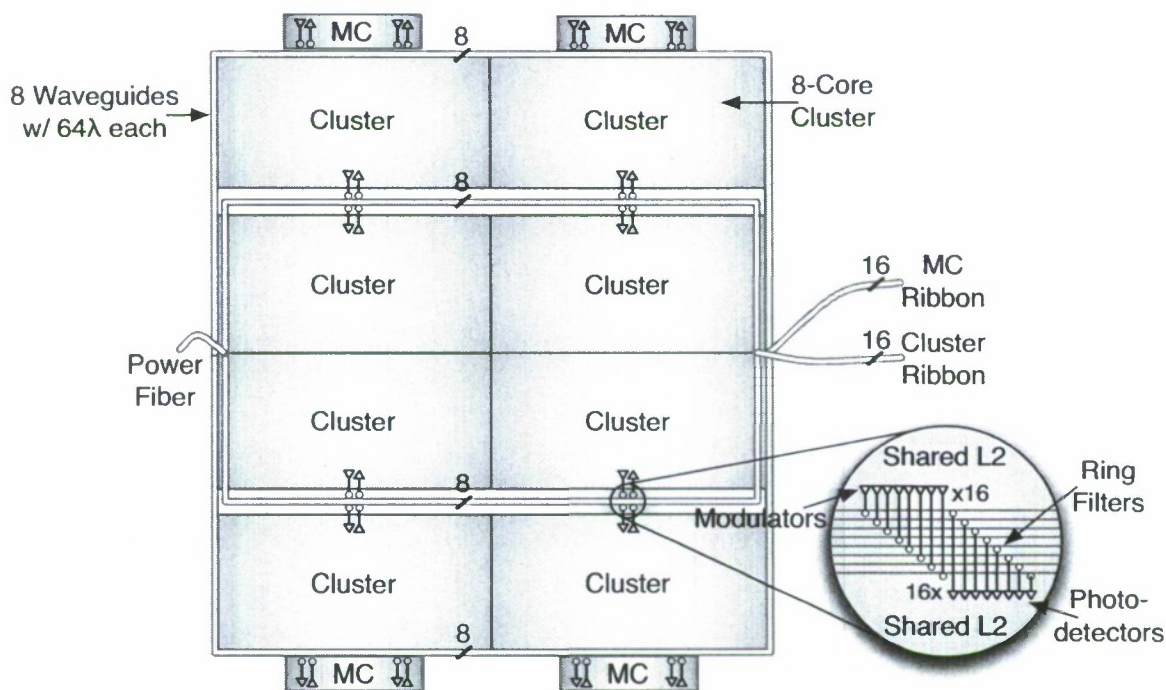 MC
MC
8
8 Waveguides
w/ 64λ each
Cluster
Cluster
8-Core
Cluster
8
Cluster
Cluster
16
MC
Ribbon
Power
Fiber
16
Cluster
Ribbon
Cluster
Cluster
8
Shared L2
x16
Modulators
Ring
Filters
Cluster
Cluster
16x
Shared L2
Photo-
detectors
8
MC
MC